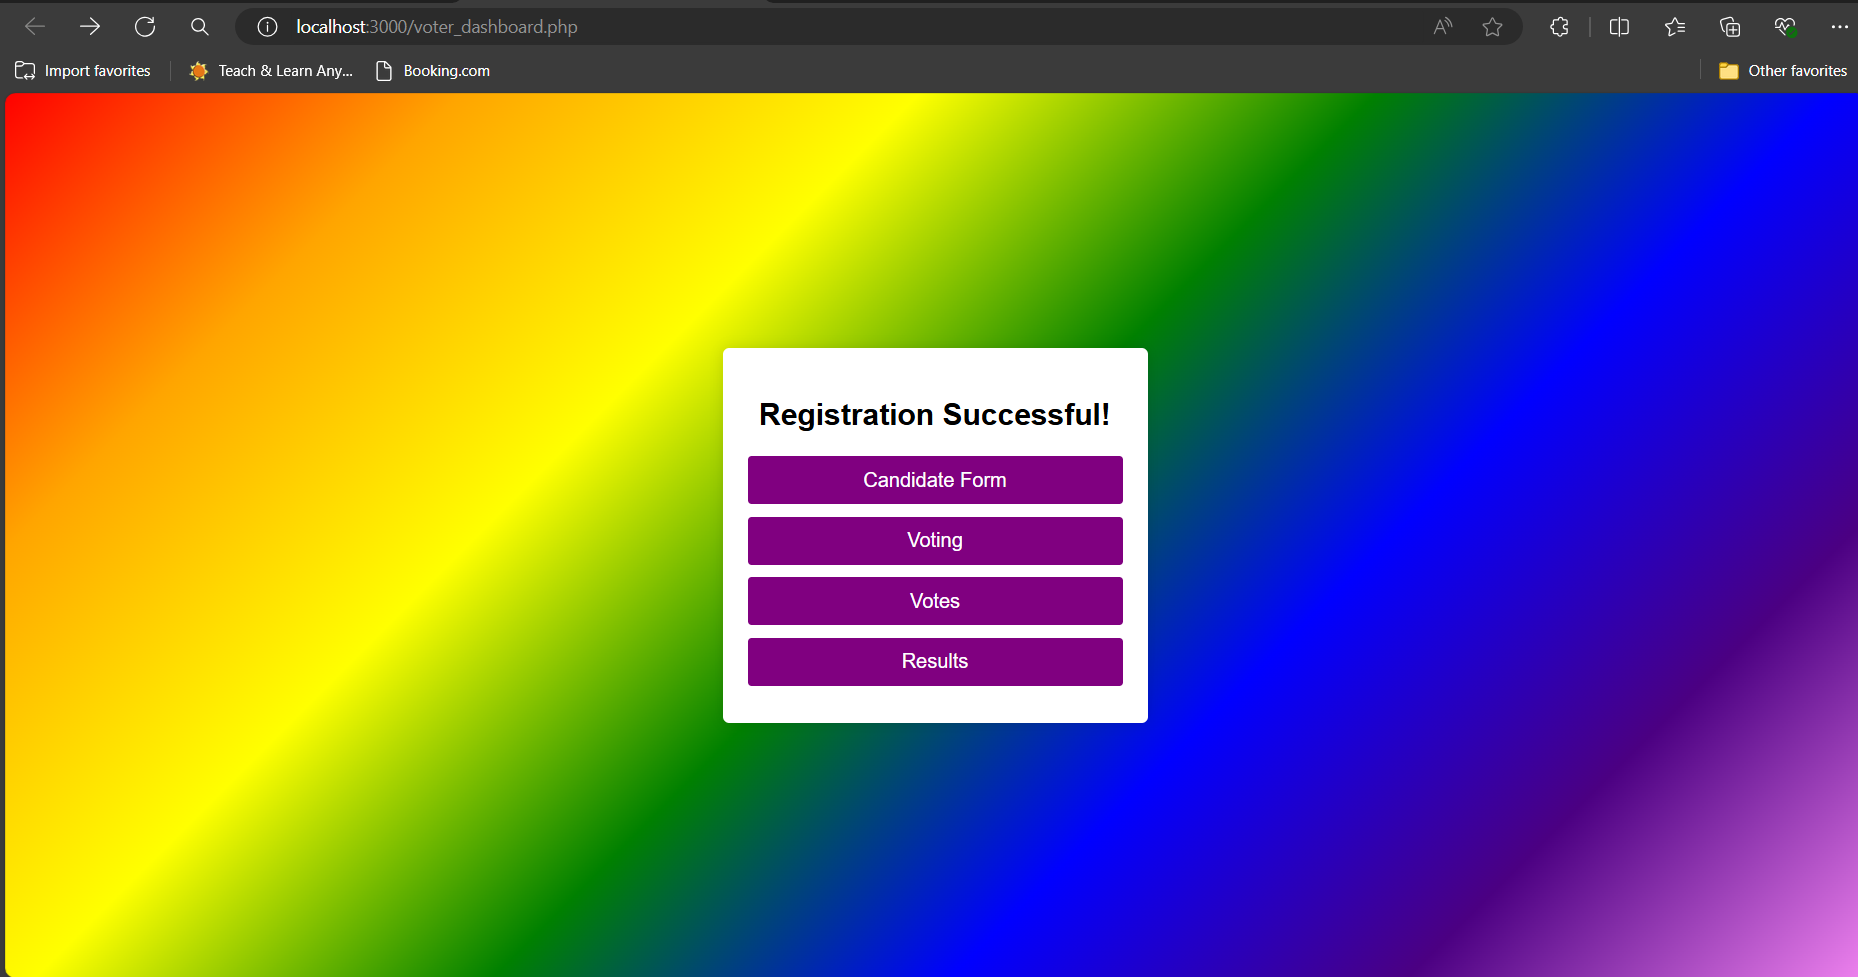 localhost:3000/voter_dashboard.php
Import favorites
Teach & Learn Any...
Booking.com
Other favorites
Registration Successful!
Candidate Form
Voting
Votes
Results